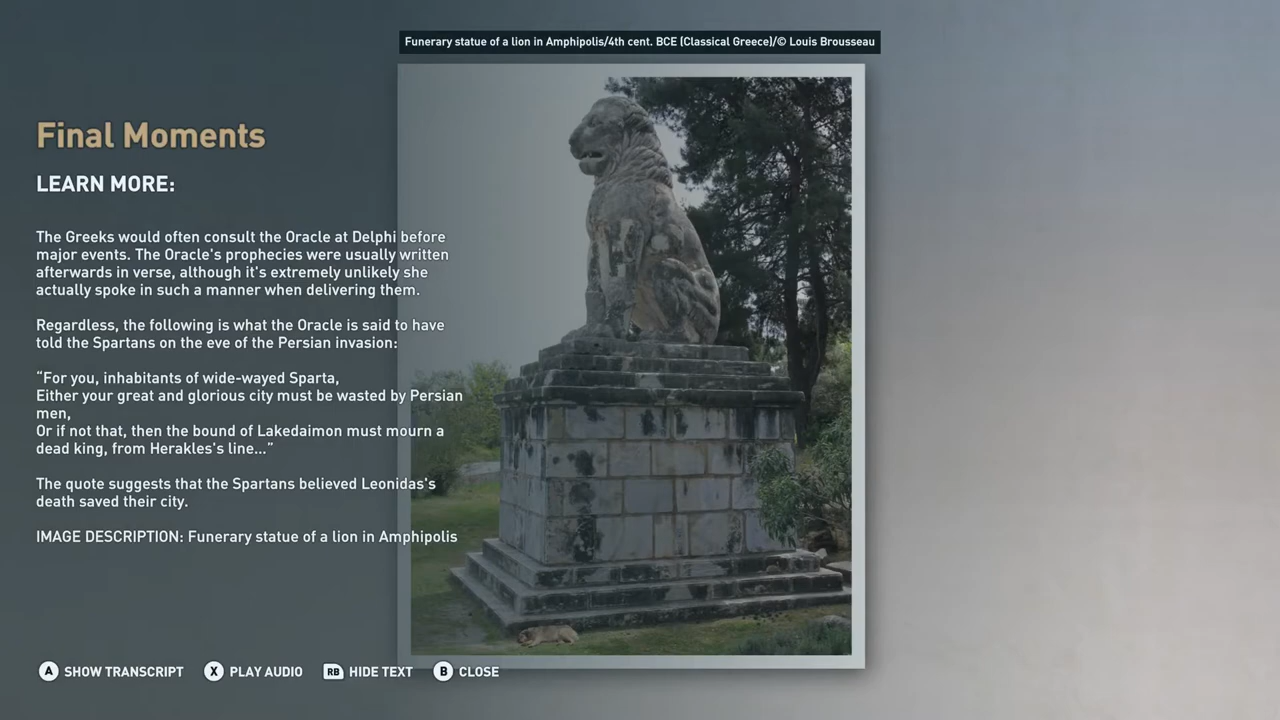 Funerary statue of a lion in Amphipolis/4th cent. BCE (Classical Greece)/© Louis Brousseau
Final Moments
LEARN MORE:
The Greeks would often consult the Oracle at Delphi before
major events. The Oracle's prophecies were usually written
afterwards in verse, although it's extremely unlikely she
actually spoke in such a manner when delivering them.
Regardless, the following is what the Oracle is said to have
told the Spartans on the eve of the Persian invasion:
“For you, inhabitants of wide-wayed Sparta,
Either your great and glorious city must be wasted by Persian
men,
Or if not that, then the bound of Lakedaimon must mourn a
dead king, from Herakles's line...”
The quote suggests that the Spartans believed Leonidas's
death saved their city.
IMAGE DESCRIPTION: Funerary statue of a lion in Amphipolis
A SHOW TRANSCRIPT X PLAY AUDIO RB HIDE TEXT B CLOSE